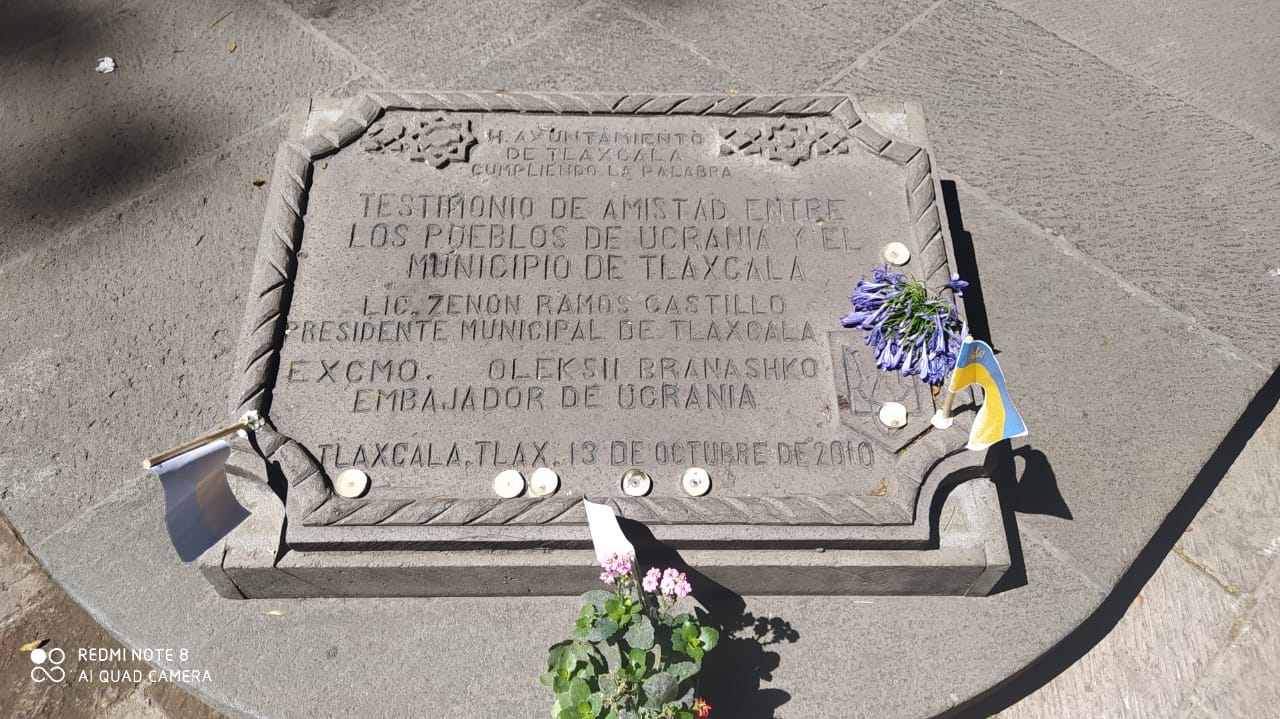 H. AYUNTAMIENTO
DE TLAXCALA
CUMPLIENDO LA PALABRA
TESTIMONIO DE AMISTAD ENTRE
LOS PUEBLOS DE UCRANIA Y EL
MUNICIPIO DE TLAXCALA
LIC. ZENON RAMOS CASTILLO
PRESIDENTE MUNICIPAL DE TLAXCALA
EXCMO. OLEKSII BRANASHKO
EMBAJADOR DE UCRANIA
TLAXCALA, TLAX. 13 DE OCTUBRE DE 2010
REDMI NOTE 8
AI QUAD CAMERA